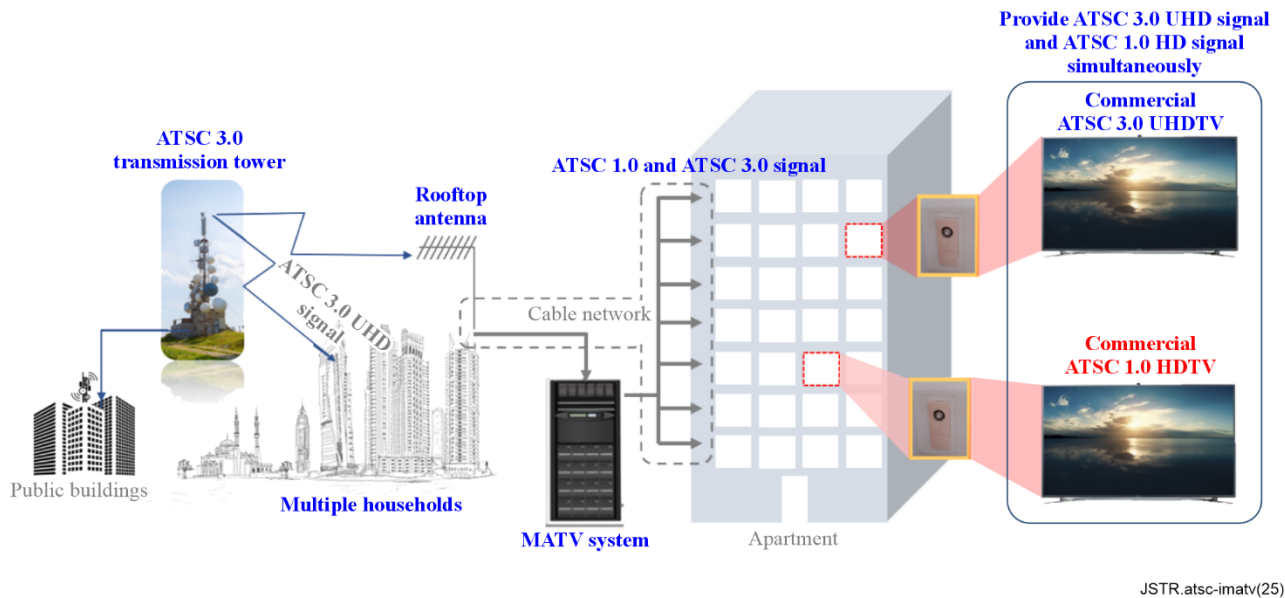 Provide ATSC 3.0 UHD signal
and ATSC 1.0 HD signal
simultaneously
Commercial
ATSC 3.0 UHDTV
ATSC 3.0
transmission tower
ATSC 1.0 and ATSC 3.0 signal
Rooftop
antenna
ATSC 3.0 UHD
signal
Cable network
Commercial
ATSC 1.0 HDTV
Public buildings
Multiple households
MATV system
Apartment
JSTR.atsc-imatv(25)